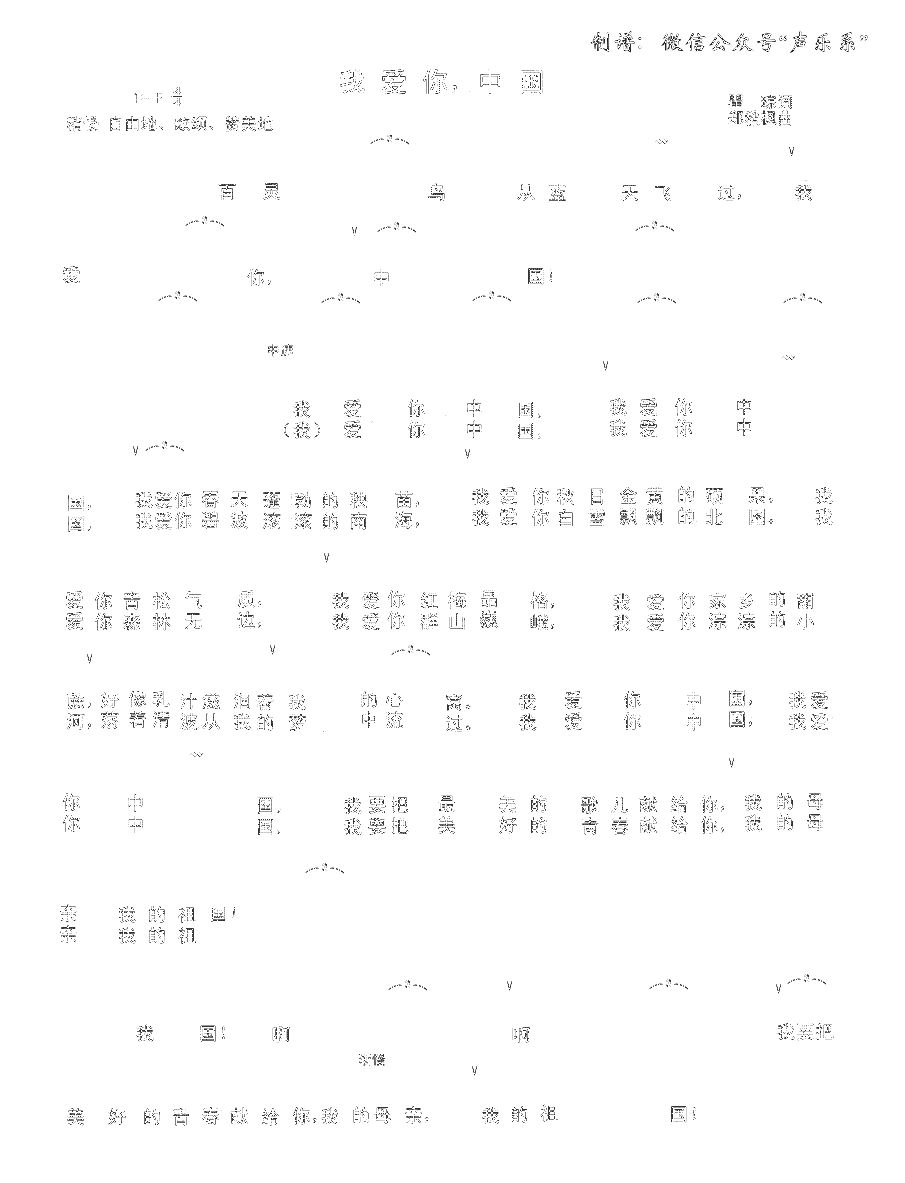 制谱：微信公众号“声乐系”
我爱你，中国
1=F 4/4
瞿 琮词
稍慢 自由地、歌颂、赞美地
郑秋枫曲
百灵 鸟 从蓝 天飞 过， 我
爱 你， 中 国！
中速
我 爱 你 中 国， 我爱你 中
（我）爱 你 中 国， 我爱你 中
国， 我爱你春天蓬勃的秧 苗， 我爱你秋日金黄的硕 果， 我
国， 我爱你碧波滚滚的南 海， 我爱你白雪飘飘的北 国， 我
爱你青松气 质， 我爱你红梅品 格， 我爱你家乡的甜
爱你森林无 边， 我爱你群山巍 峨， 我爱你淙淙的小
蔗，好像乳汁滋润着我 的心 窝， 我 爱 你 中 国， 我爱
河，荡着清波从我的梦 中流 过， 我 爱 你 中 国， 我爱
你 中 国， 我要把 最 美的 歌儿献给你，我的母
你 中 国， 我要把 美 好的 青春献给你，我的母
亲 我的祖国！
亲 我的祖
我 国！ 啊 啊 我要把
渐慢
美 好的青春献给你，我的母亲， 我的祖 国！